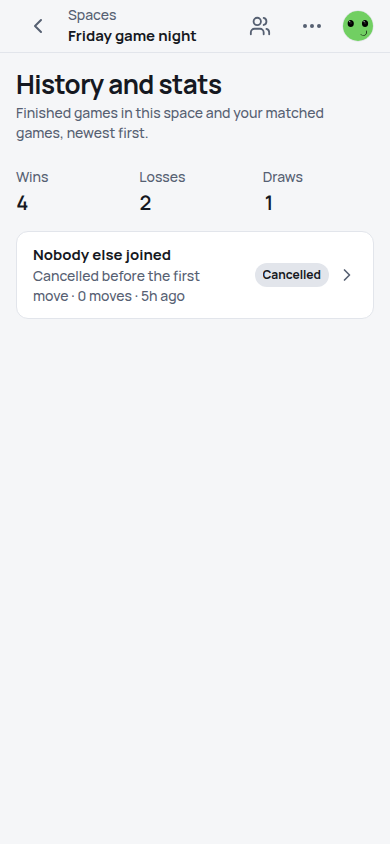 Spaces
Friday game night
History and stats
Finished games in this space and your matched
games, newest first.
Wins
Losses
Draws
4
2
1
Nobody else joined
Cancelled before the first
move · 0 moves · 5h ago
Cancelled